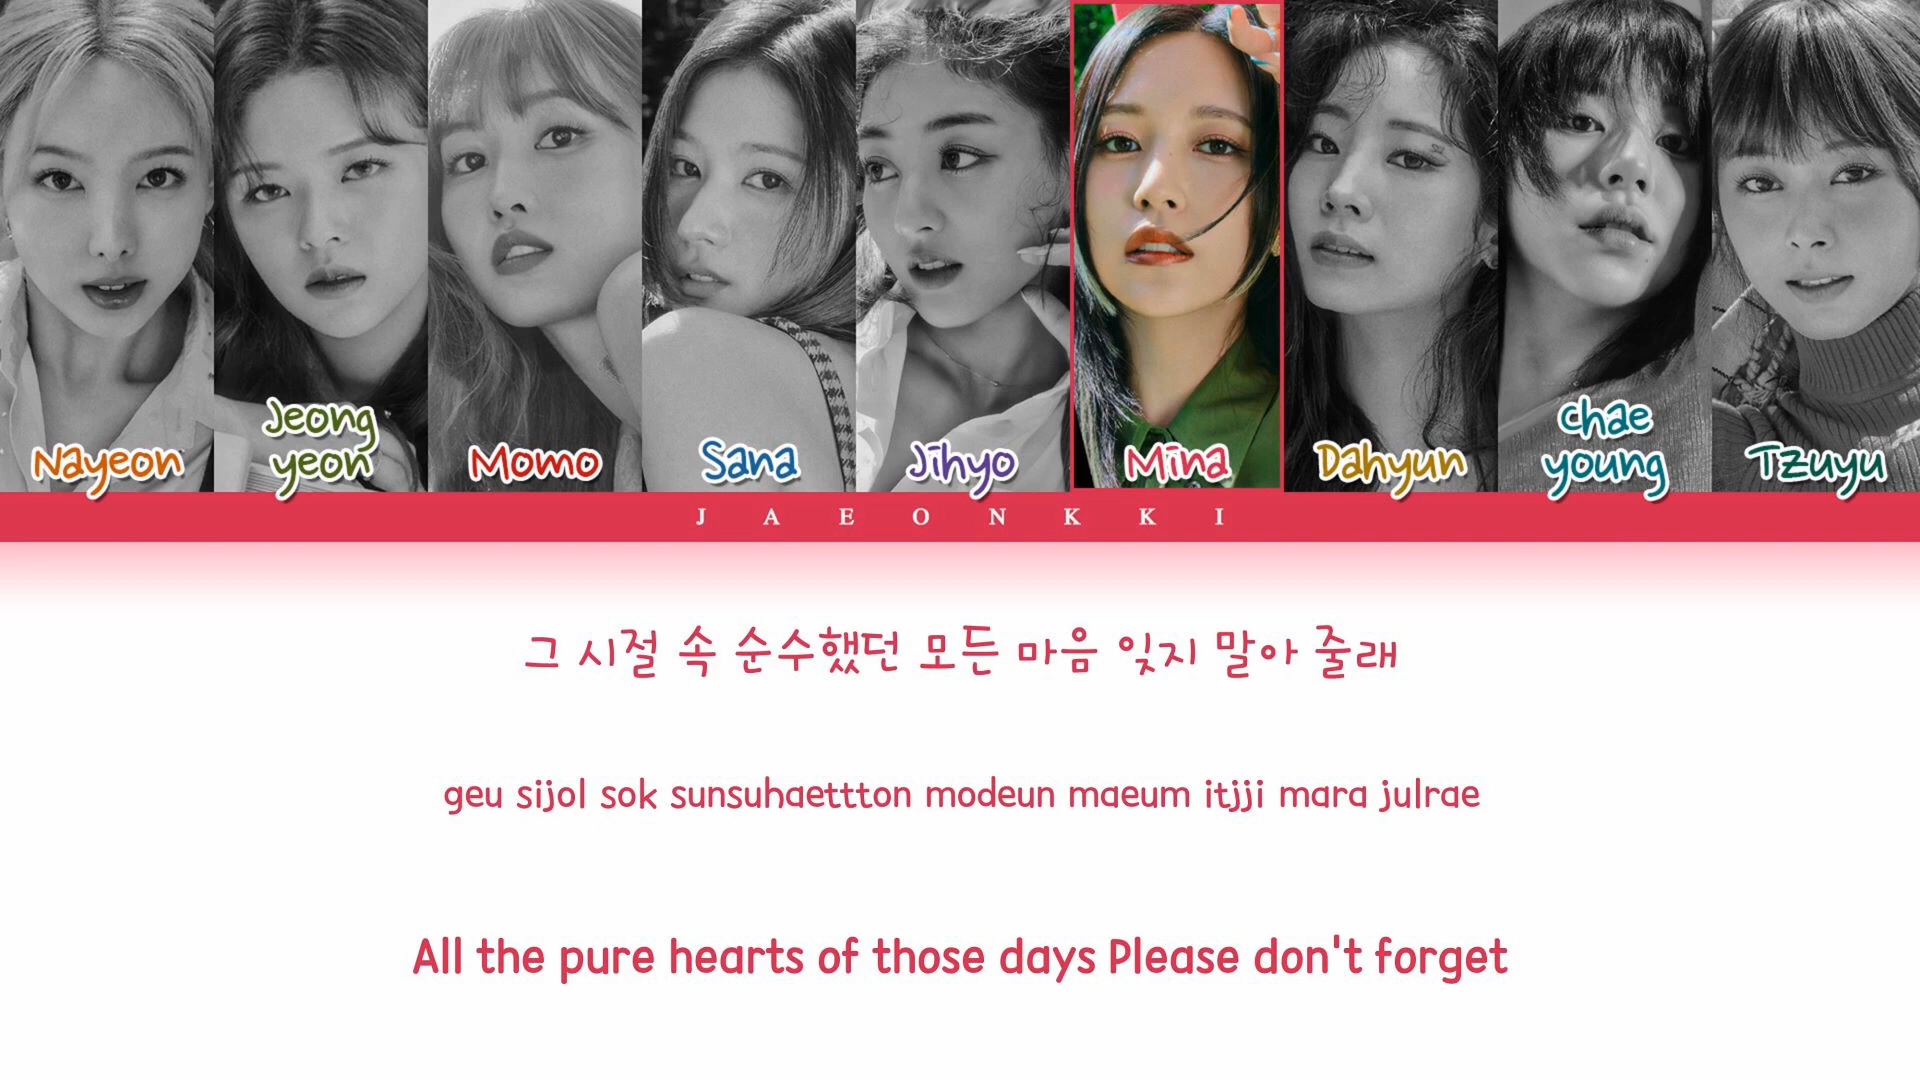 Nayeon
Jeong
yeon
Momo
Sana
Jihyo
Mina
Dahyun
chae
young
Tzuyu
JAEONKKI
그 시절 속 순수했던 모든 마음 잊지 말아 줄래
geu sijol sok sunsuhaettton modeun maeum itjji mara julrae
All the pure hearts of those days Please don't forget